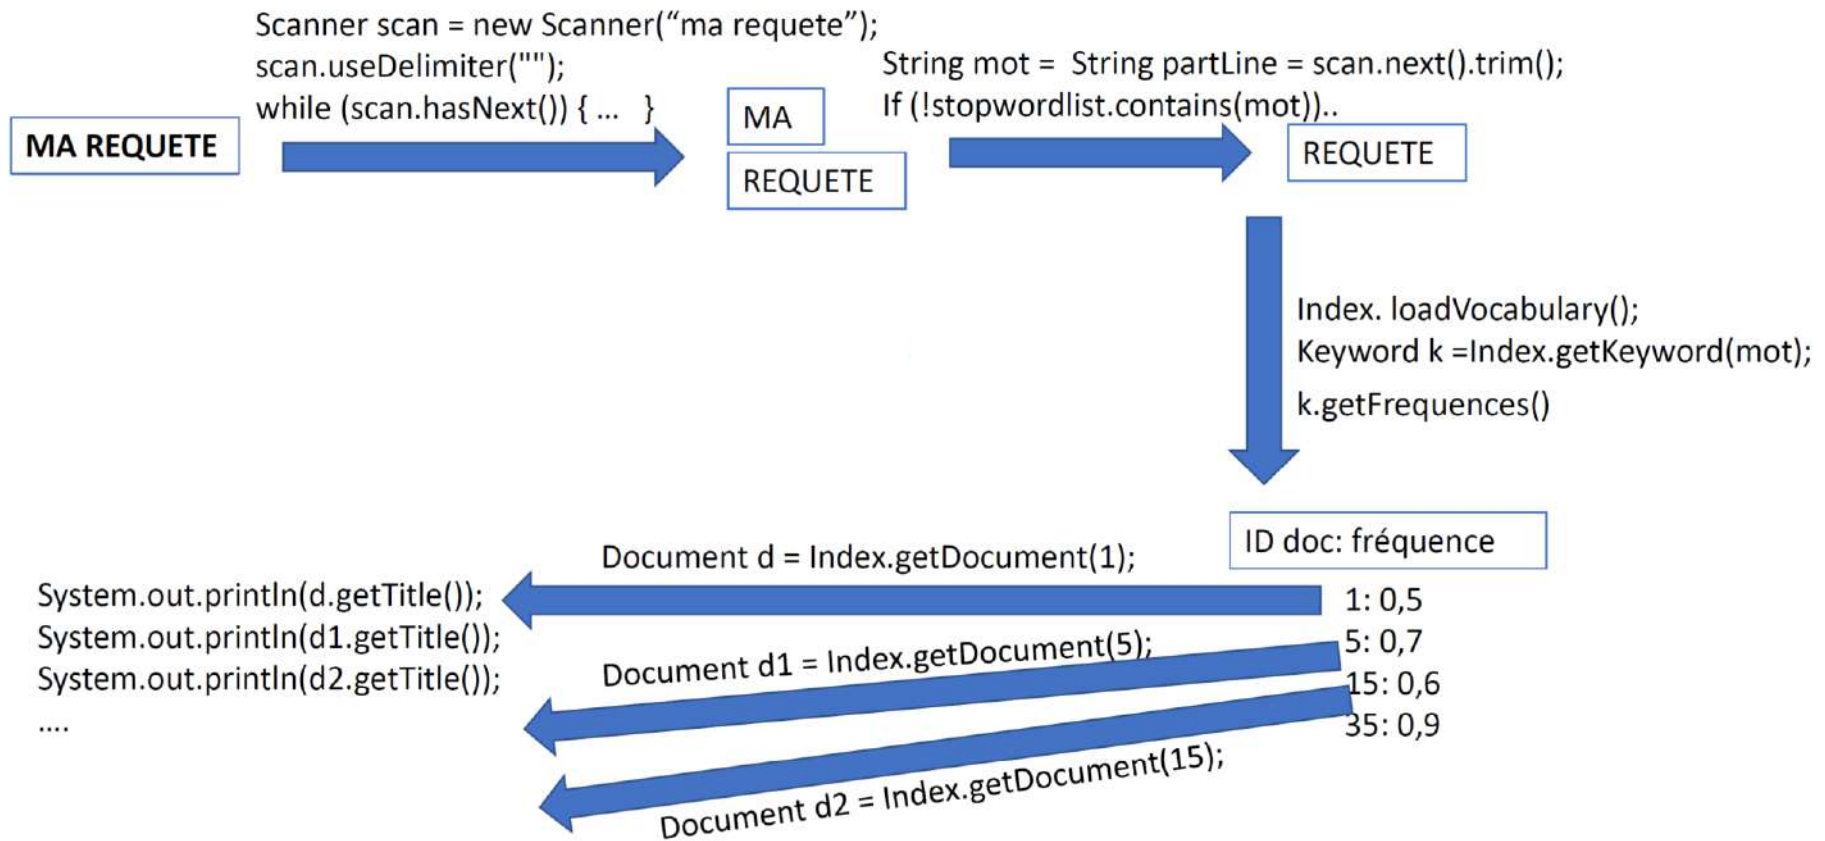 Scanner scan = new Scanner(“ma requete”);
scan.useDelimiter("");
while (scan.hasNext()) { ... }
MA REQUETE
MA
REQUETE
String mot = String partLine = scan.next().trim();
If (!stopwordlist.contains(mot))..
REQUETE
Index. loadVocabulary();
Keyword k =Index.getKeyword(mot);
k.getFrequences()
ID doc: fréquence
1: 0,5
5: 0,7
15: 0,6
35: 0,9
Document d = Index.getDocument(1);
Document d1 = Index.getDocument(5);
Document d2 = Index.getDocument(15);
System.out.println(d.getTitle());
System.out.println(d1.getTitle());
System.out.println(d2.getTitle());
....